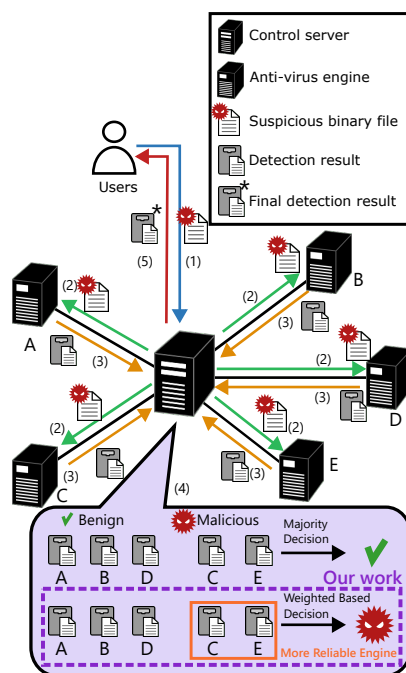 Control server
Anti-virus engine
Suspicious binary file
Detection result
*
Final detection result
Users
*
(5)
(1)
(2)
A
(3)
(2)
B
(3)
(2)
D
(3)
(2)
C
(3)
(2)
E
(3)
(4)
Benign
Malicious
A
B
D
C
E
Majority
Decision
Our work
A
B
D
C
E
Weighted Based
Decision
More Reliable Engine